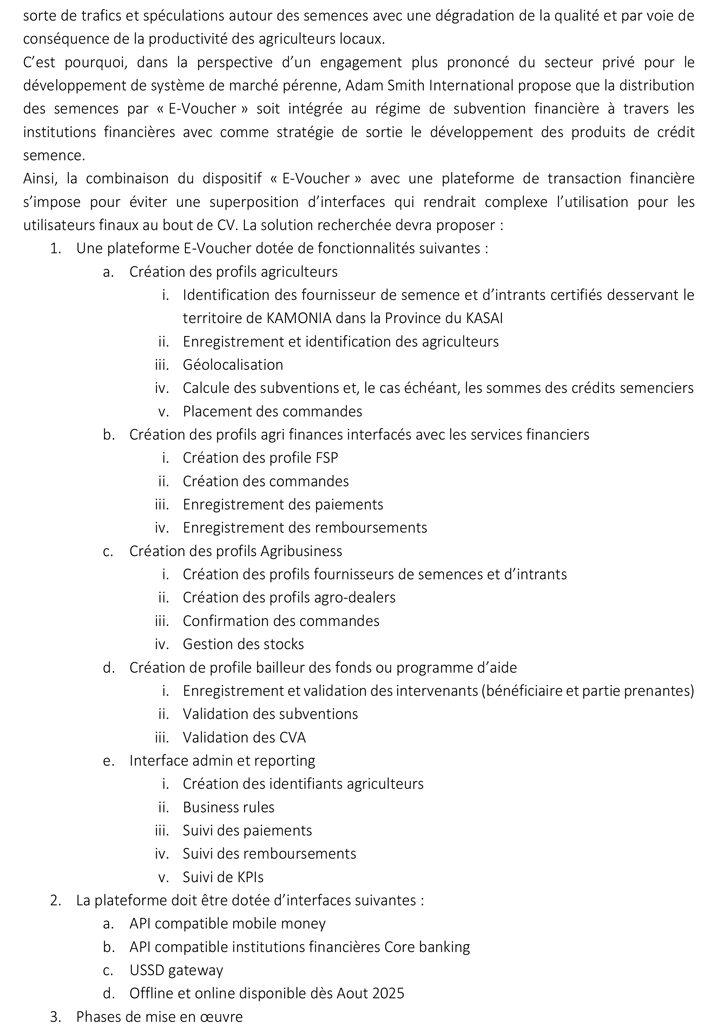 sorte de trafics et spéculations autour des semences avec une dégradation de la qualité et par voie de
conséquence de la productivité des agriculteurs locaux.
C’est pourquoi, dans la perspective d’un engagement plus prononcé du secteur privé pour le
développement de système de marché pérenne, Adam Smith International propose que la distribution
des semences par « E-Voucher » soit intégrée au régime de subvention financière à travers les
institutions financières avec comme stratégie de sortie le développement des produits de crédit
semence.
Ainsi, la combinaison du dispositif « E-Voucher » avec une plateforme de transaction financière
s’impose pour éviter une superposition d’interfaces qui rendrait complexe l’utilisation pour les
utilisateurs finaux au bout de CV. La solution recherchée devra proposer :
1. Une plateforme E-Voucher dotée de fonctionnalités suivantes :
a. Création des profils agriculteurs
i. Identification des fournisseur de semence et d’intrants certifiés desservant le
territoire de KAMONIA dans la Province du KASAI
ii. Enregistrement et identification des agriculteurs
iii. Géolocalisation
iv. Calcule des subventions et, le cas échéant, les sommes des crédits semenciers
v. Placement des commandes
b. Création des profils agri finances interfacés avec les services financiers
i. Création des profile FSP
ii. Création des commandes
iii. Enregistrement des paiements
iv. Enregistrement des remboursements
c. Création des profils Agribusiness
i. Création des profils fournisseurs de semences et d’intrants
ii. Création des profils agro-dealers
iii. Confirmation des commandes
iv. Gestion des stocks
d. Création de profile bailleur des fonds ou programme d’aide
i. Enregistrement et validation des intervenants (bénéficiaire et partie prenantes)
ii. Validation des subventions
iii. Validation des CVA
e. Interface admin et reporting
i. Création des identifiants agriculteurs
ii. Business rules
iii. Suivi des paiements
iv. Suivi des remboursements
v. Suivi de KPIs
2. La plateforme doit être dotée d’interfaces suivantes :
a. API compatible mobile money
b. API compatible institutions financières Core banking
c. USSD gateway
d. Offline et online disponible dès Aout 2025
3. Phases de mise en œuvre